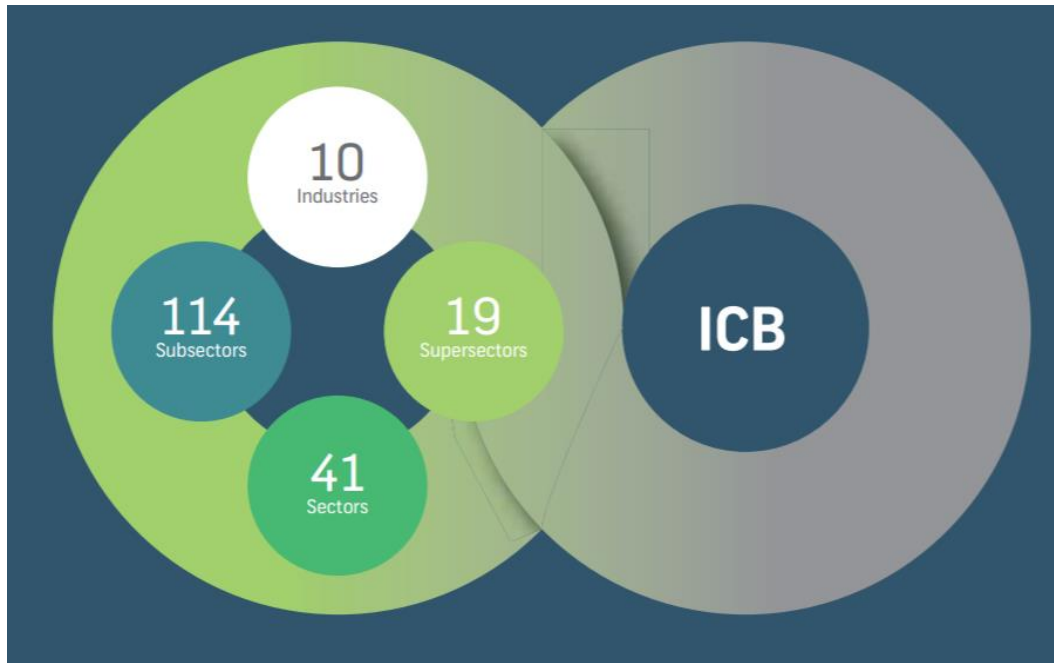 10
Industries
114
Subsectors
19
Supersectors
ICB
41
Sectors